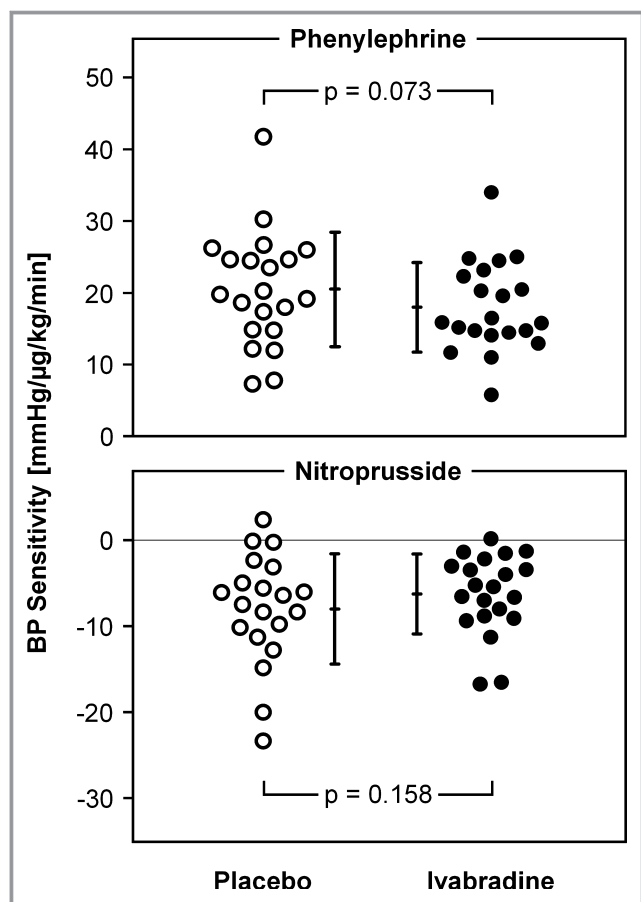 Phenylephrine
50
p = 0.073
40
30
20
10
0
BP Sensitivity [mmHg/µg/kg/min]
Nitroprusside
0
-10
-20
-30
p = 0.158
Placebo Ivabradine